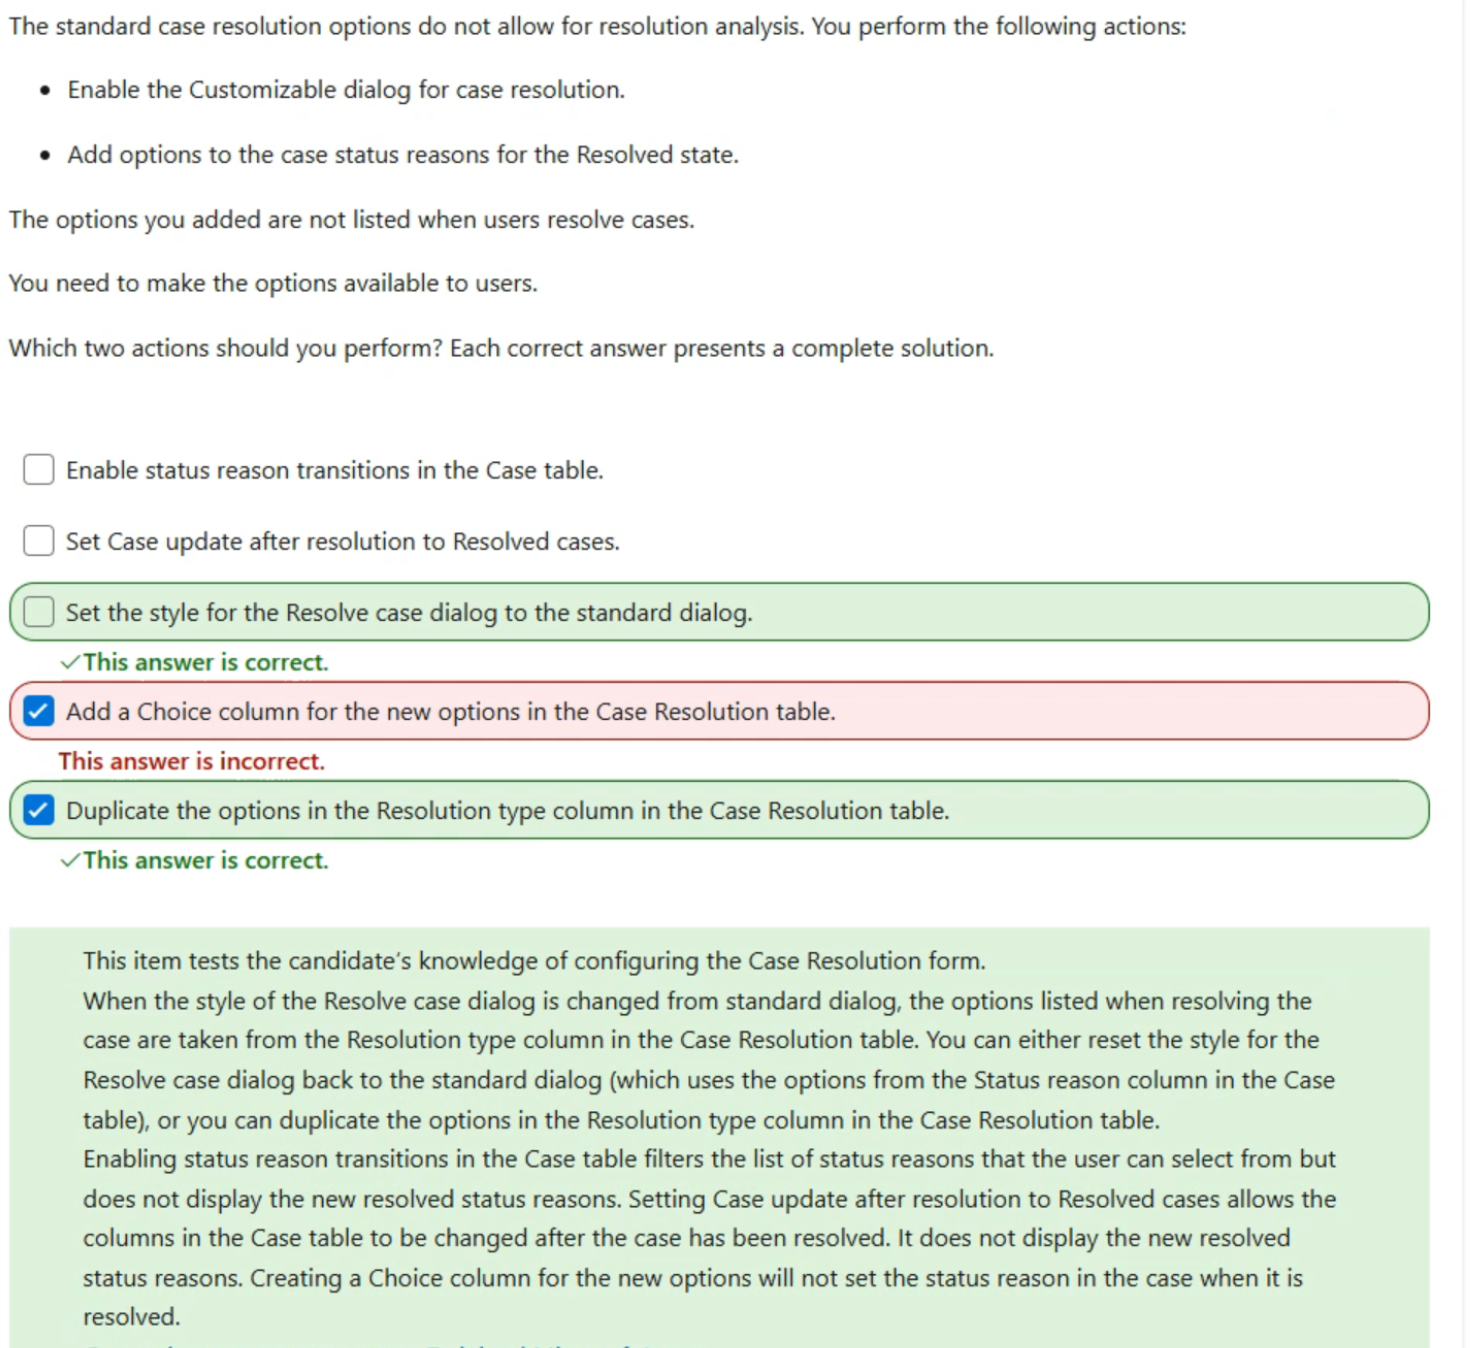 The standard case resolution options do not allow for resolution analysis. You perform the following actions:
• Enable the Customizable dialog for case resolution.
• Add options to the case status reasons for the Resolved state.
The options you added are not listed when users resolve cases.
You need to make the options available to users.
Which two actions should you perform? Each correct answer presents a complete solution.
Enable status reason transitions in the Case table.
Set Case update after resolution to Resolved cases.
Set the style for the Resolve case dialog to the standard dialog.
✓This answer is correct.
Add a Choice column for the new options in the Case Resolution table.
This answer is incorrect.
Duplicate the options in the Resolution type column in the Case Resolution table.
✓This answer is correct.
This item tests the candidate's knowledge of configuring the Case Resolution form.
When the style of the Resolve case dialog is changed from standard dialog, the options listed when resolving the
case are taken from the Resolution type column in the Case Resolution table. You can either reset the style for the
Resolve case dialog back to the standard dialog (which uses the options from the Status reason column in the Case
table), or you can duplicate the options in the Resolution type column in the Case Resolution table.
Enabling status reason transitions in the Case table filters the list of status reasons that the user can select from but
does not display the new resolved status reasons. Setting Case update after resolution to Resolved cases allows the
columns in the Case table to be changed after the case has been resolved. It does not display the new resolved
status reasons. Creating a Choice column for the new options will not set the status reason in the case when it is
resolved.